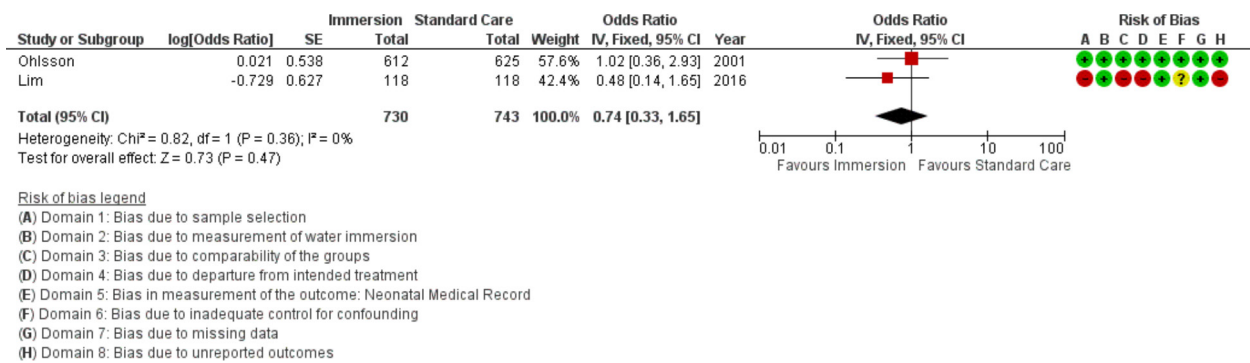 Immersion Standard Care Odds Ratio Odds Ratio Risk of Bias
Study or Subgroup log[Odds Ratio] SE Total Total Weight IV, Fixed, 95% CI Year IV, Fixed, 95% CI A B C D E F G H
Ohlsson 0.021 0.538 612 625 57.6% 1.02 [0.36, 2.93] 2001 + + + + + + + +
Lim -0.729 0.627 118 118 42.4% 0.48 [0.14, 1.65] 2016 - + - - + ? + -
Total (95% CI) 730 743 100.0% 0.74 [0.33, 1.65]
Heterogeneity: Chi² = 0.82, df = 1 (P = 0.36); I² = 0%
Test for overall effect: Z = 0.73 (P = 0.47)
0.01 0.1 1 10 100
Favours Immersion Favours Standard Care
Risk of bias legend
(A) Domain 1: Bias due to sample selection
(B) Domain 2: Bias due to measurement of water immersion
(C) Domain 3: Bias due to comparability of the groups
(D) Domain 4: Bias due to departure from intended treatment
(E) Domain 5: Bias in measurement of the outcome: Neonatal Medical Record
(F) Domain 6: Bias due to inadequate control for confounding
(G) Domain 7: Bias due to missing data
(H) Domain 8: Bias due to unreported outcomes